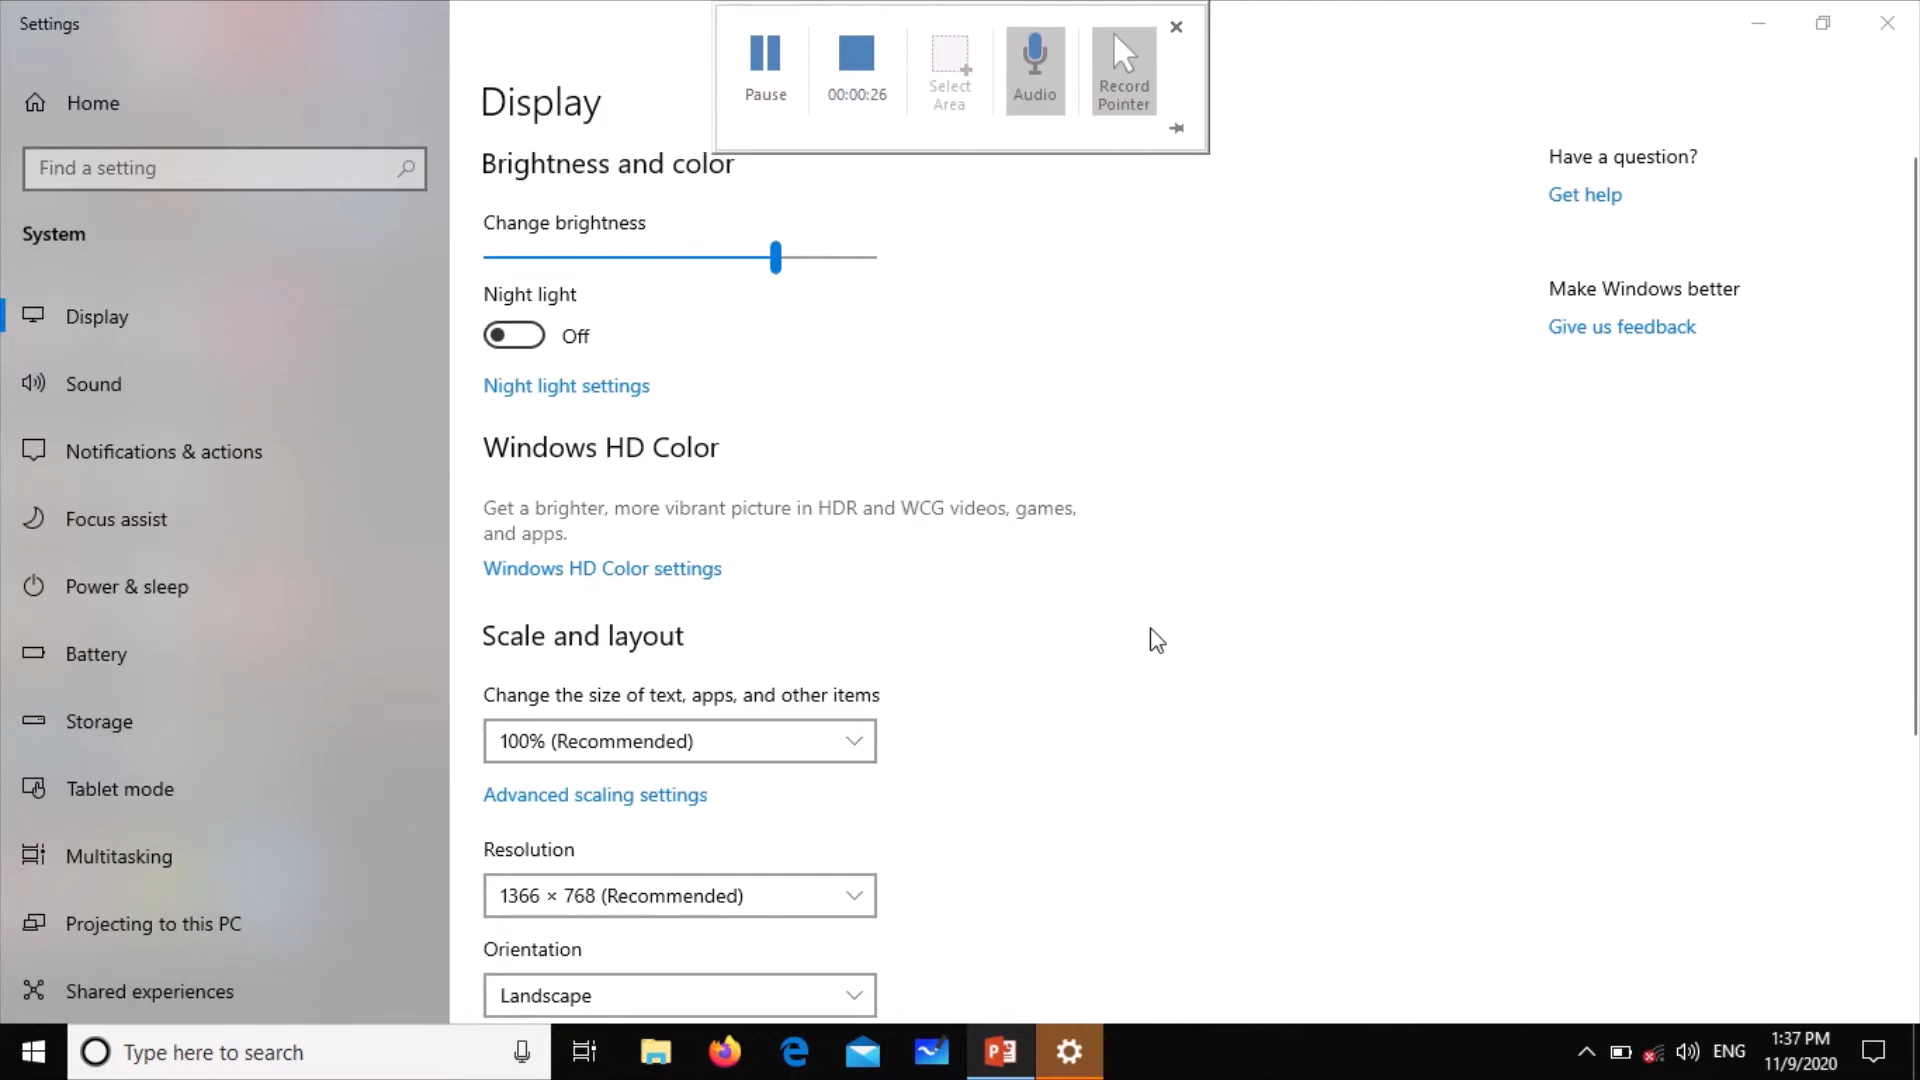 Settings
Home
Find a setting
System
Display
Sound
Notifications & actions
Focus assist
Power & sleep
Battery
Storage
Tablet mode
Multitasking
Projecting to this PC
Shared experiences
Pause
00:00:26
Select
Area
Audio
Record
Pointer
Display
Brightness and color
Change brightness
Night light
Off
Night light settings
Windows HD Color
Get a brighter, more vibrant picture in HDR and WCG videos, games,
and apps.
Windows HD Color settings
Scale and layout
Change the size of text, apps, and other items
100% (Recommended)
Advanced scaling settings
Resolution
1366 × 768 (Recommended)
Orientation
Landscape
Have a question?
Get help
Make Windows better
Give us feedback
Type here to search
ENG
1:37 PM
11/9/2020